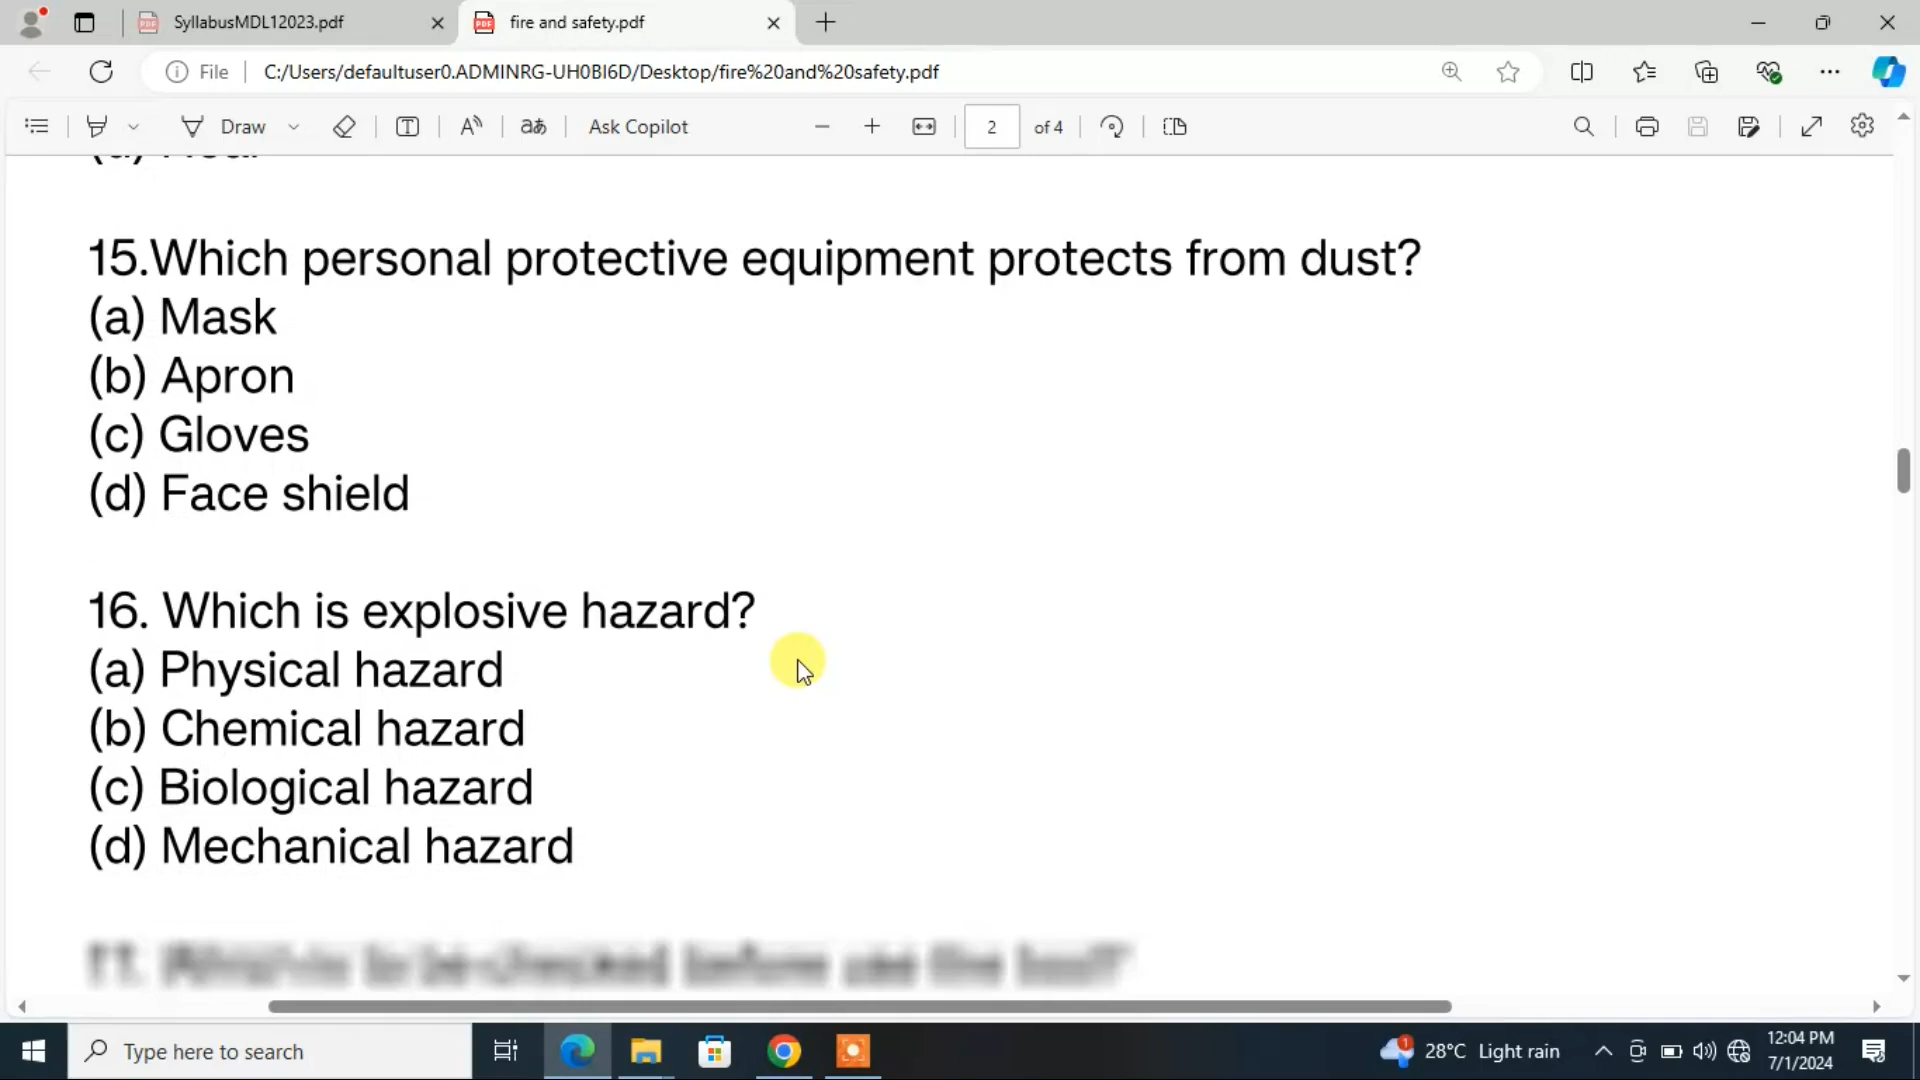 SyllabusMDL12023.pdf
fire and safety.pdf
File
C:/Users/defaultuser0.ADMINRG-UH0BI6D/Desktop/fire%20and%20safety.pdf
Draw
Ask Copilot
2
of 4
15.Which personal protective equipment protects from dust?
(a) Mask
(b) Apron
(c) Gloves
(d) Face shield
16. Which is explosive hazard?
(a) Physical hazard
(b) Chemical hazard
(c) Biological hazard
(d) Mechanical hazard
Type here to search
1
28°C Light rain
12:04 PM
7/1/2024